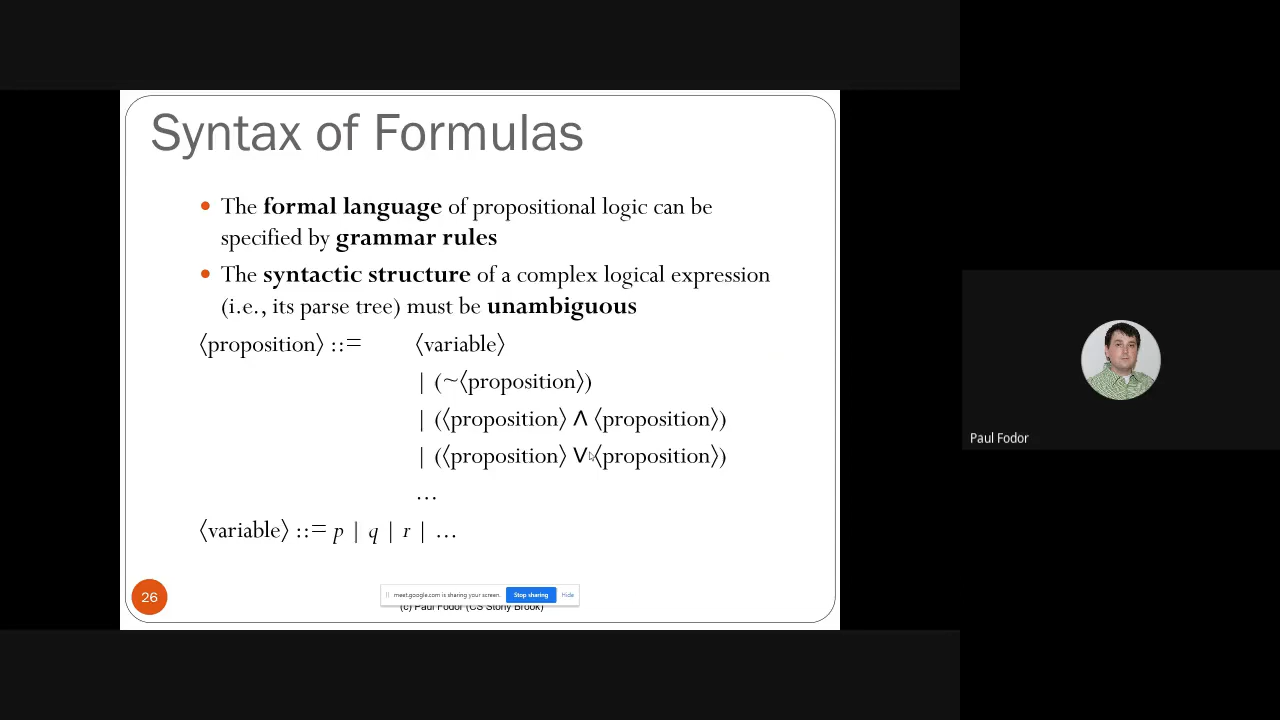 Syntax of Formulas
• The formal language of propositional logic can be
specified by grammar rules
• The syntactic structure of a complex logical expression
(i.e., its parse tree) must be unambiguous
⟨proposition⟩ ::= ⟨variable⟩
| (~⟨proposition⟩)
| (⟨proposition⟩ ∧ ⟨proposition⟩)
| (⟨proposition⟩ ∨ ⟨proposition⟩)
…
⟨variable⟩ ::= p | q | r | …
26
meet.google.com is sharing your screen. Stop sharing Hide
(c) Paul Fodor (CS Stony Brook)
Paul Fodor